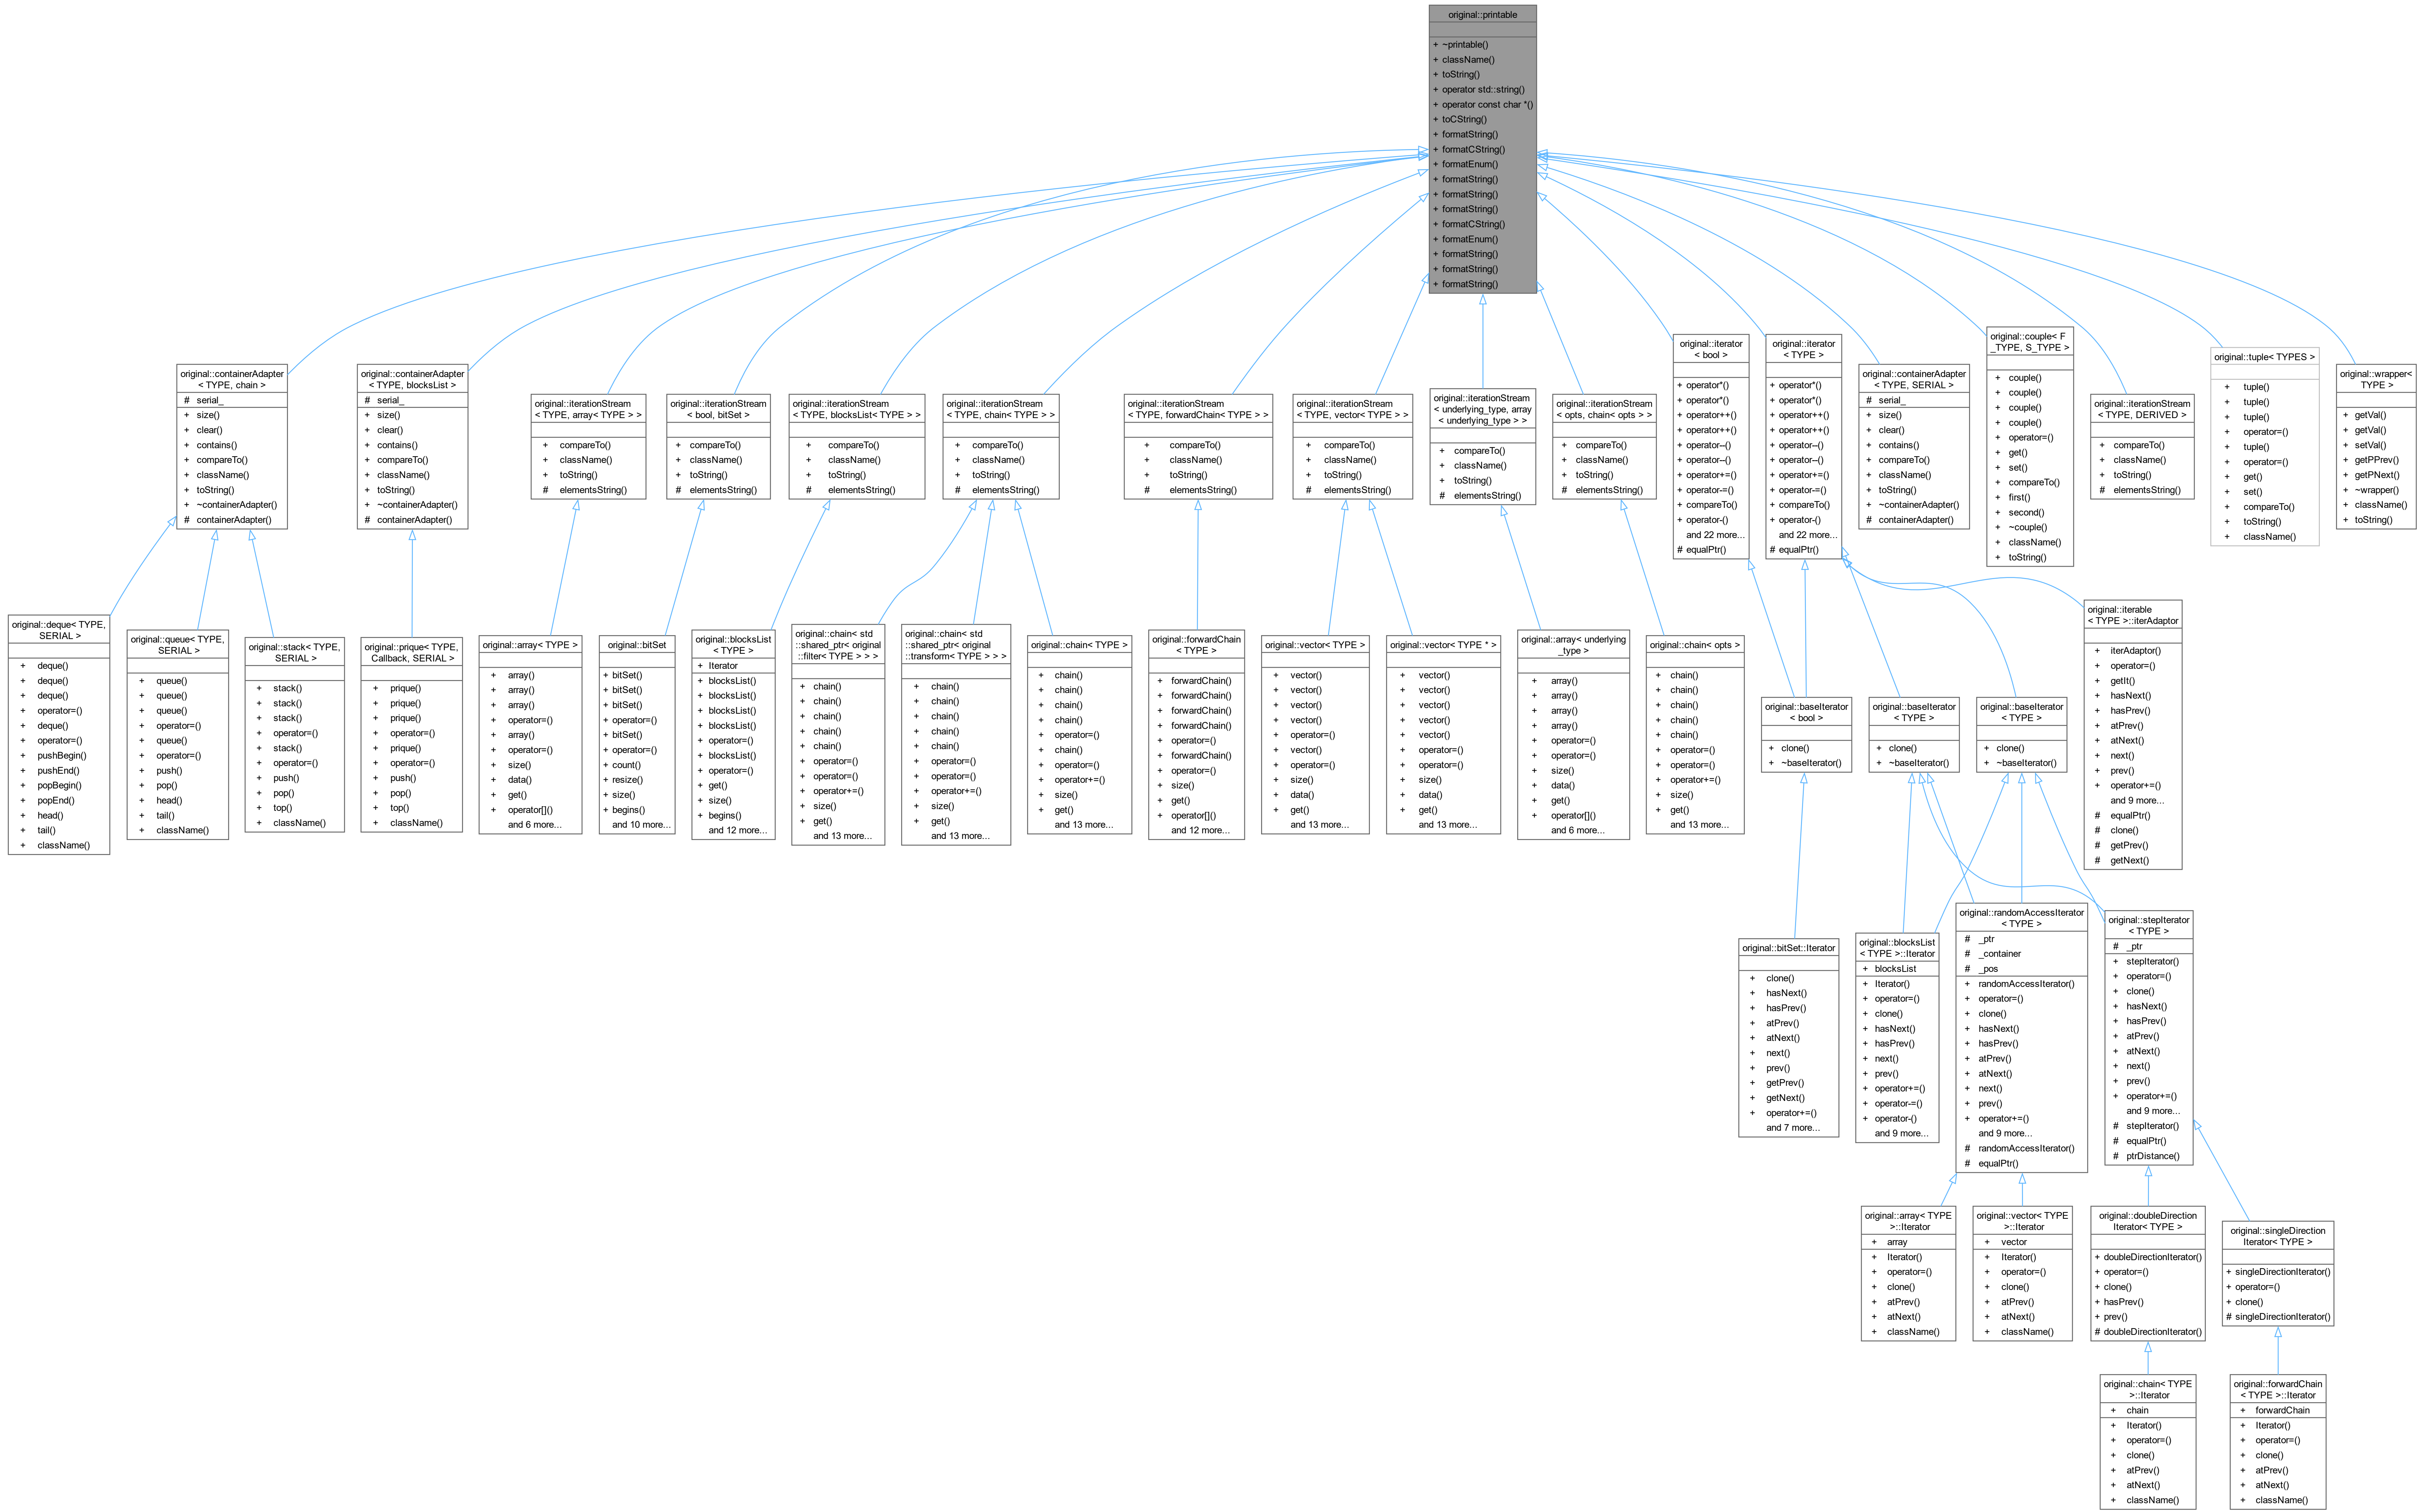 original::printable
+ ~printable()
+ className()
+ toString()
+ operator std::string()
+ operator const char *()
+ toCString()
+ formatString()
+ formatCString()
+ formatEnum()
+ formatString()
+ formatString()
+ formatString()
+ formatCString()
+ formatEnum()
+ formatString()
+ formatString()
+ formatString()
original::containerAdapter
< TYPE, chain >
# serial_
+ size()
+ clear()
+ contains()
+ compareTo()
+ className()
+ toString()
+ ~containerAdapter()
# containerAdapter()
original::containerAdapter
< TYPE, blocksList >
# serial_
+ size()
+ clear()
+ contains()
+ compareTo()
+ className()
+ toString()
+ ~containerAdapter()
# containerAdapter()
original::iterationStream
< TYPE, array< TYPE > >
+ compareTo()
+ className()
+ toString()
# elementsString()
original::iterationStream
< bool, bitSet >
+ compareTo()
+ className()
+ toString()
# elementsString()
original::iterationStream
< TYPE, blocksList< TYPE > >
+ compareTo()
+ className()
+ toString()
# elementsString()
original::iterationStream
< TYPE, chain< TYPE > >
+ compareTo()
+ className()
+ toString()
# elementsString()
original::iterationStream
< TYPE, forwardChain< TYPE > >
+ compareTo()
+ className()
+ toString()
# elementsString()
original::iterationStream
< TYPE, vector< TYPE > >
+ compareTo()
+ className()
+ toString()
# elementsString()
original::iterationStream
< underlying_type, array
< underlying_type > >
+ compareTo()
+ className()
+ toString()
# elementsString()
original::iterationStream
< opts, chain< opts > >
+ compareTo()
+ className()
+ toString()
# elementsString()
original::iterator
< bool >
+ operator*()
+ operator*()
+ operator++()
+ operator++()
+ operator--()
+ operator--()
+ operator+=()
+ operator-=()
+ compareTo()
+ operator-()
and 22 more...
# equalPtr()
original::iterator
< TYPE >
+ operator*()
+ operator*()
+ operator++()
+ operator++()
+ operator--()
+ operator--()
+ operator+=()
+ operator-=()
+ compareTo()
+ operator-()
and 22 more...
# equalPtr()
original::containerAdapter
< TYPE, SERIAL >
# serial_
+ size()
+ clear()
+ contains()
+ compareTo()
+ className()
+ toString()
+ ~containerAdapter()
# containerAdapter()
original::couple< F
_TYPE, S_TYPE >
+ couple()
+ couple()
+ couple()
+ couple()
+ operator=()
+ get()
+ set()
+ compareTo()
+ first()
+ second()
+ ~couple()
+ className()
+ toString()
original::iterationStream
< TYPE, DERIVED >
+ compareTo()
+ className()
+ toString()
# elementsString()
original::tuple< TYPES >
+ tuple()
+ tuple()
+ tuple()
+ operator=()
+ tuple()
+ operator=()
+ get()
+ set()
+ compareTo()
+ toString()
+ className()
original::wrapper<
TYPE >
+ getVal()
+ getVal()
+ setVal()
+ getPPrev()
+ getPNext()
+ ~wrapper()
+ className()
+ toString()
original::deque< TYPE,
SERIAL >
+ deque()
+ deque()
+ deque()
+ operator=()
+ deque()
+ operator=()
+ pushBegin()
+ pushEnd()
+ popBegin()
+ popEnd()
+ head()
+ tail()
+ className()
original::queue< TYPE,
SERIAL >
+ queue()
+ queue()
+ queue()
+ operator=()
+ queue()
+ operator=()
+ push()
+ pop()
+ head()
+ tail()
+ className()
original::stack< TYPE,
SERIAL >
+ stack()
+ stack()
+ stack()
+ operator=()
+ stack()
+ operator=()
+ push()
+ pop()
+ top()
+ className()
original::prique< TYPE,
Callback, SERIAL >
+ prique()
+ prique()
+ prique()
+ operator=()
+ prique()
+ operator=()
+ push()
+ pop()
+ top()
+ className()
original::array< TYPE >
+ array()
+ array()
+ array()
+ operator=()
+ array()
+ operator=()
+ size()
+ data()
+ get()
+ operator[]()
and 6 more...
original::bitSet
+ bitSet()
+ bitSet()
+ bitSet()
+ operator=()
+ bitSet()
+ operator=()
+ count()
+ resize()
+ size()
+ begins()
and 10 more...
original::blocksList
< TYPE >
+ Iterator
+ blocksList()
+ blocksList()
+ blocksList()
+ blocksList()
+ operator=()
+ blocksList()
+ operator=()
+ get()
+ size()
+ begins()
and 12 more...
original::chain< std
::shared_ptr< original
::filter< TYPE > > >
+ chain()
+ chain()
+ chain()
+ chain()
+ chain()
+ operator=()
+ operator=()
+ operator+=()
+ size()
+ get()
and 13 more...
original::chain< std
::shared_ptr< original
::transform< TYPE > > >
+ chain()
+ chain()
+ chain()
+ chain()
+ chain()
+ operator=()
+ operator=()
+ operator+=()
+ size()
+ get()
and 13 more...
original::chain< TYPE >
+ chain()
+ chain()
+ chain()
+ chain()
+ operator=()
+ chain()
+ operator=()
+ operator+=()
+ size()
+ get()
and 13 more...
original::forwardChain
< TYPE >
+ forwardChain()
+ forwardChain()
+ forwardChain()
+ forwardChain()
+ operator=()
+ forwardChain()
+ operator=()
+ size()
+ get()
+ operator[]()
and 12 more...
original::vector< TYPE >
+ vector()
+ vector()
+ vector()
+ vector()
+ operator=()
+ vector()
+ operator=()
+ size()
+ data()
+ get()
and 13 more...
original::vector< TYPE * >
+ vector()
+ vector()
+ vector()
+ vector()
+ vector()
+ operator=()
+ operator=()
+ size()
+ data()
+ get()
and 13 more...
original::array< underlying
_type >
+ array()
+ array()
+ array()
+ array()
+ operator=()
+ operator=()
+ size()
+ data()
+ get()
+ operator[]()
and 6 more...
original::chain< opts >
+ chain()
+ chain()
+ chain()
+ chain()
+ chain()
+ operator=()
+ operator=()
+ operator+=()
+ size()
+ get()
and 13 more...
original::baseIterator
< bool >
+ clone()
+ ~baseIterator()
original::baseIterator
< TYPE >
+ clone()
+ ~baseIterator()
original::baseIterator
< TYPE >
+ clone()
+ ~baseIterator()
original::iterable
< TYPE >::iterAdaptor
+ iterAdaptor()
+ operator=()
+ getIt()
+ hasNext()
+ hasPrev()
+ atPrev()
+ atNext()
+ next()
+ prev()
+ operator+=()
and 9 more...
# equalPtr()
# clone()
# getPrev()
# getNext()
original::bitSet::Iterator
+ clone()
+ hasNext()
+ hasPrev()
+ atPrev()
+ atNext()
+ next()
+ prev()
+ getPrev()
+ getNext()
+ operator+=()
and 7 more...
original::blocksList
< TYPE >::Iterator
+ blocksList
+ Iterator()
+ operator=()
+ clone()
+ hasNext()
+ hasPrev()
+ next()
+ prev()
+ operator+=()
+ operator-=()
+ operator-()
and 9 more...
original::randomAccessIterator
< TYPE >
# _ptr
# _container
# _pos
+ randomAccessIterator()
+ operator=()
+ clone()
+ hasNext()
+ hasPrev()
+ atPrev()
+ atNext()
+ next()
+ prev()
+ operator+=()
and 9 more...
# randomAccessIterator()
# equalPtr()
original::stepIterator
< TYPE >
# _ptr
+ stepIterator()
+ operator=()
+ clone()
+ hasNext()
+ hasPrev()
+ atPrev()
+ atNext()
+ next()
+ prev()
+ operator+=()
and 9 more...
# stepIterator()
# equalPtr()
# ptrDistance()
original::array< TYPE
>::Iterator
+ array
+ Iterator()
+ operator=()
+ clone()
+ atPrev()
+ atNext()
+ className()
original::vector< TYPE
>::Iterator
+ vector
+ Iterator()
+ operator=()
+ clone()
+ atPrev()
+ atNext()
+ className()
original::doubleDirection
Iterator< TYPE >
+ doubleDirectionIterator()
+ operator=()
+ clone()
+ hasPrev()
+ prev()
# doubleDirectionIterator()
original::singleDirection
Iterator< TYPE >
+ singleDirectionIterator()
+ operator=()
+ clone()
# singleDirectionIterator()
original::chain< TYPE
>::Iterator
+ chain
+ Iterator()
+ operator=()
+ clone()
+ atPrev()
+ atNext()
+ className()
original::forwardChain
< TYPE >::Iterator
+ forwardChain
+ Iterator()
+ operator=()
+ clone()
+ atPrev()
+ atNext()
+ className()